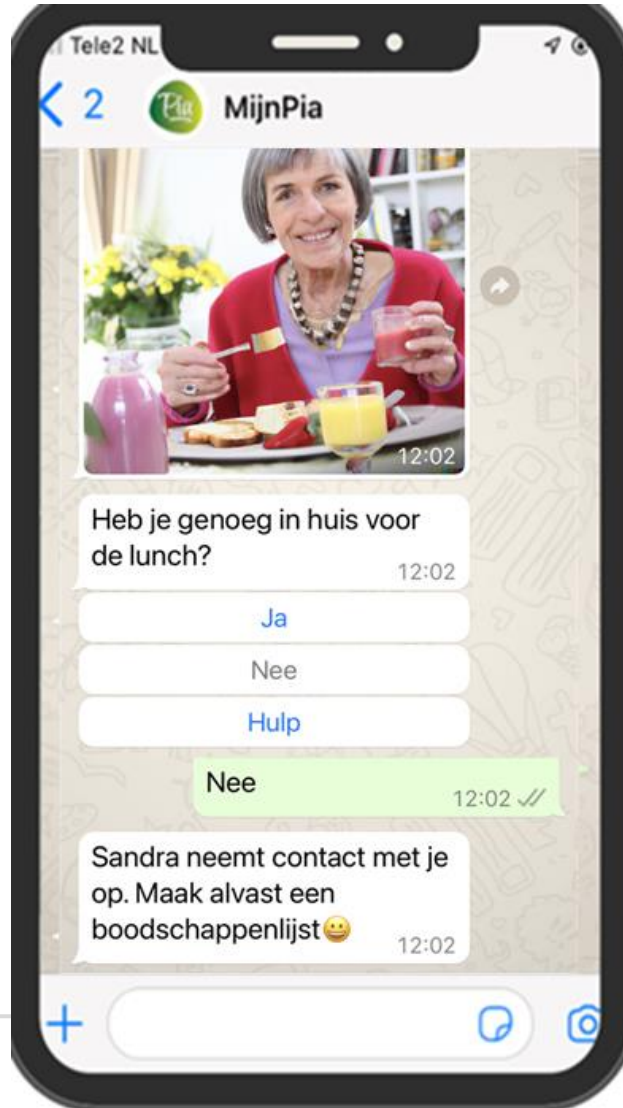 Tele2 NL
2
Pia
MijnPia
12:02
Heb je genoeg in huis voor
de lunch?
12:02
Ja
Nee
Hulp
Nee
12:02
Sandra neemt contact met je
op. Maak alvast een
boodschappenlijst😀
12:02